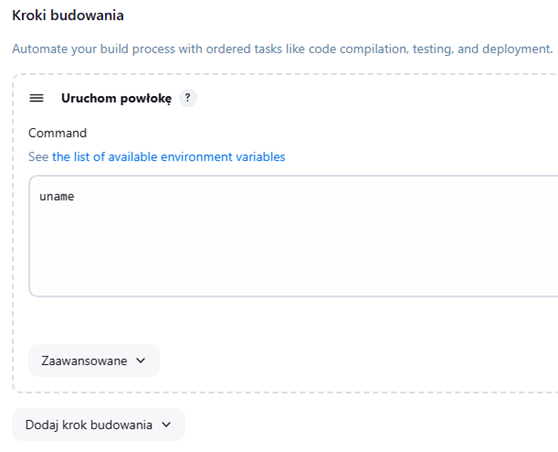 Kroki budowania
Automate your build process with ordered tasks like code compilation, testing, and deployment.
Uruchom powłokę ?
Command
See the list of available environment variables
uname
Zaawansowane
Dodaj krok budowania